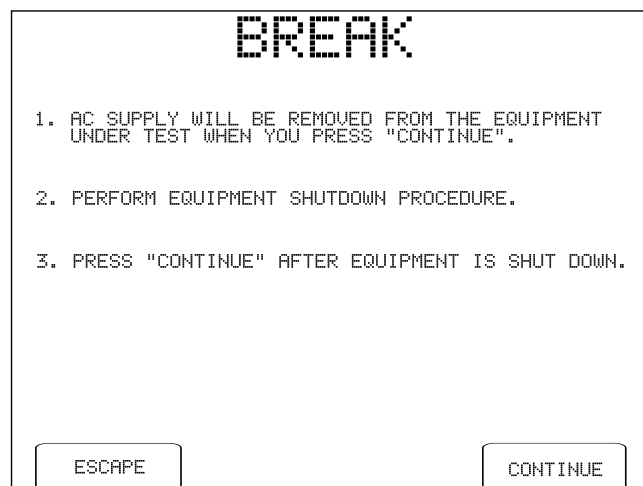 BREAK
1. AC SUPPLY WILL BE REMOVED FROM THE EQUIPMENT
UNDER TEST WHEN YOU PRESS "CONTINUE".
2. PERFORM EQUIPMENT SHUTDOWN PROCEDURE.
3. PRESS "CONTINUE" AFTER EQUIPMENT IS SHUT DOWN.
ESCAPE
CONTINUE